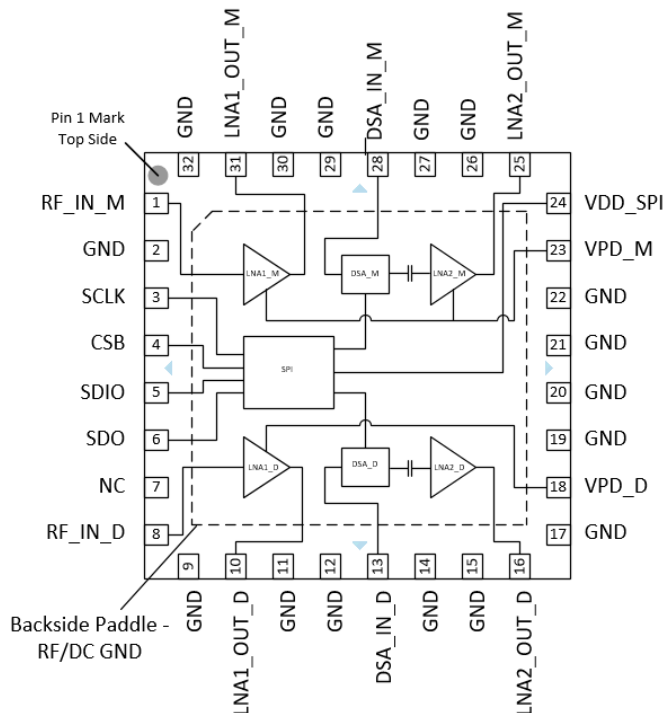 GND
LNA1_OUT_M
GND
GND
DSA_IN_M
GND
GND
LNA2_OUT_M
Pin 1 Mark
Top Side
32
31
30
29
28
27
26
25
RF_IN_M
1
24
VDD_SPI
GND
2
23
VPD_M
LNA1_M
DSA_M
LNA2_M
SCLK
3
22
GND
CSB
4
21
GND
SPI
SDIO
5
20
GND
SDO
6
19
GND
LNA1_D
DSA_D
LNA2_D
NC
7
18
VPD_D
RF_IN_D
8
17
GND
9
10
11
12
13
14
15
16
GND
LNA1_OUT_D
GND
GND
DSA_IN_D
GND
GND
LNA2_OUT_D
Backside Paddle -
RF/DC GND